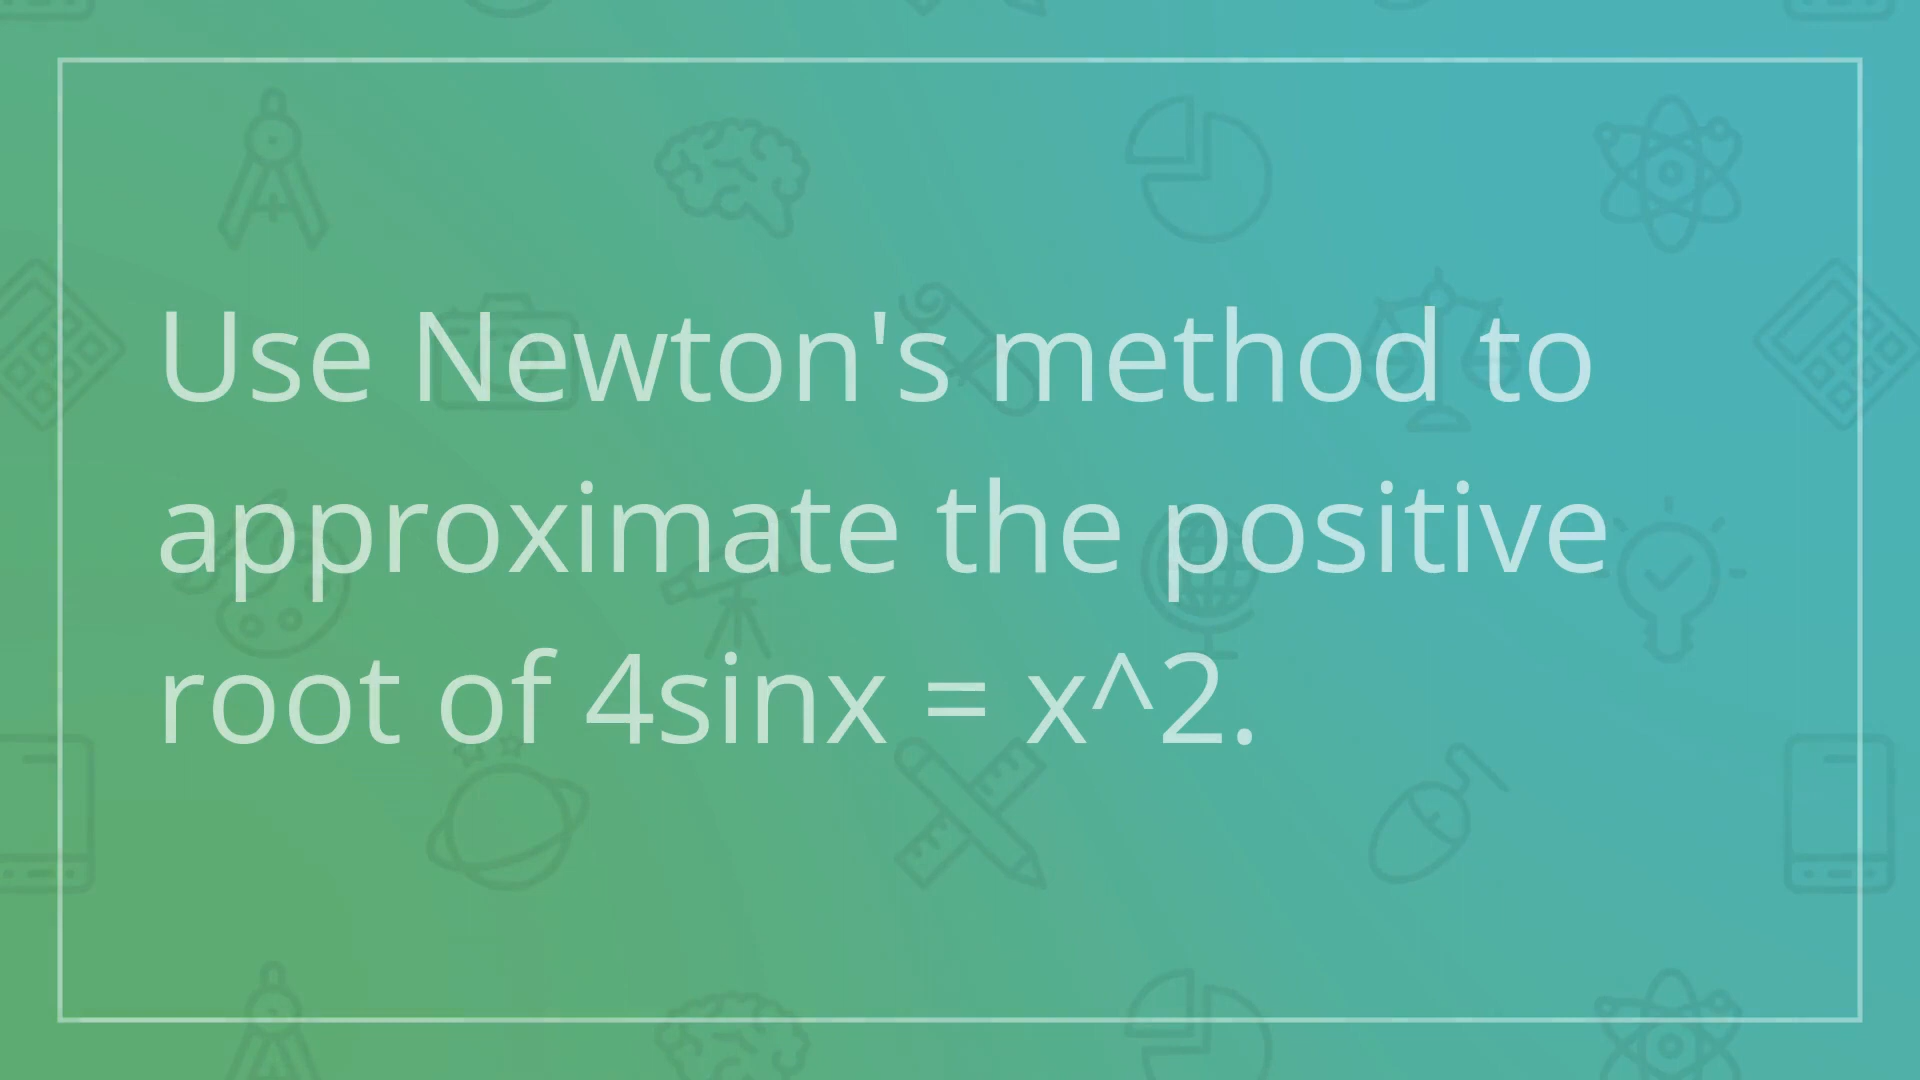 Use Newton's method to
approximate the positive
root of 4sinx = x^2.